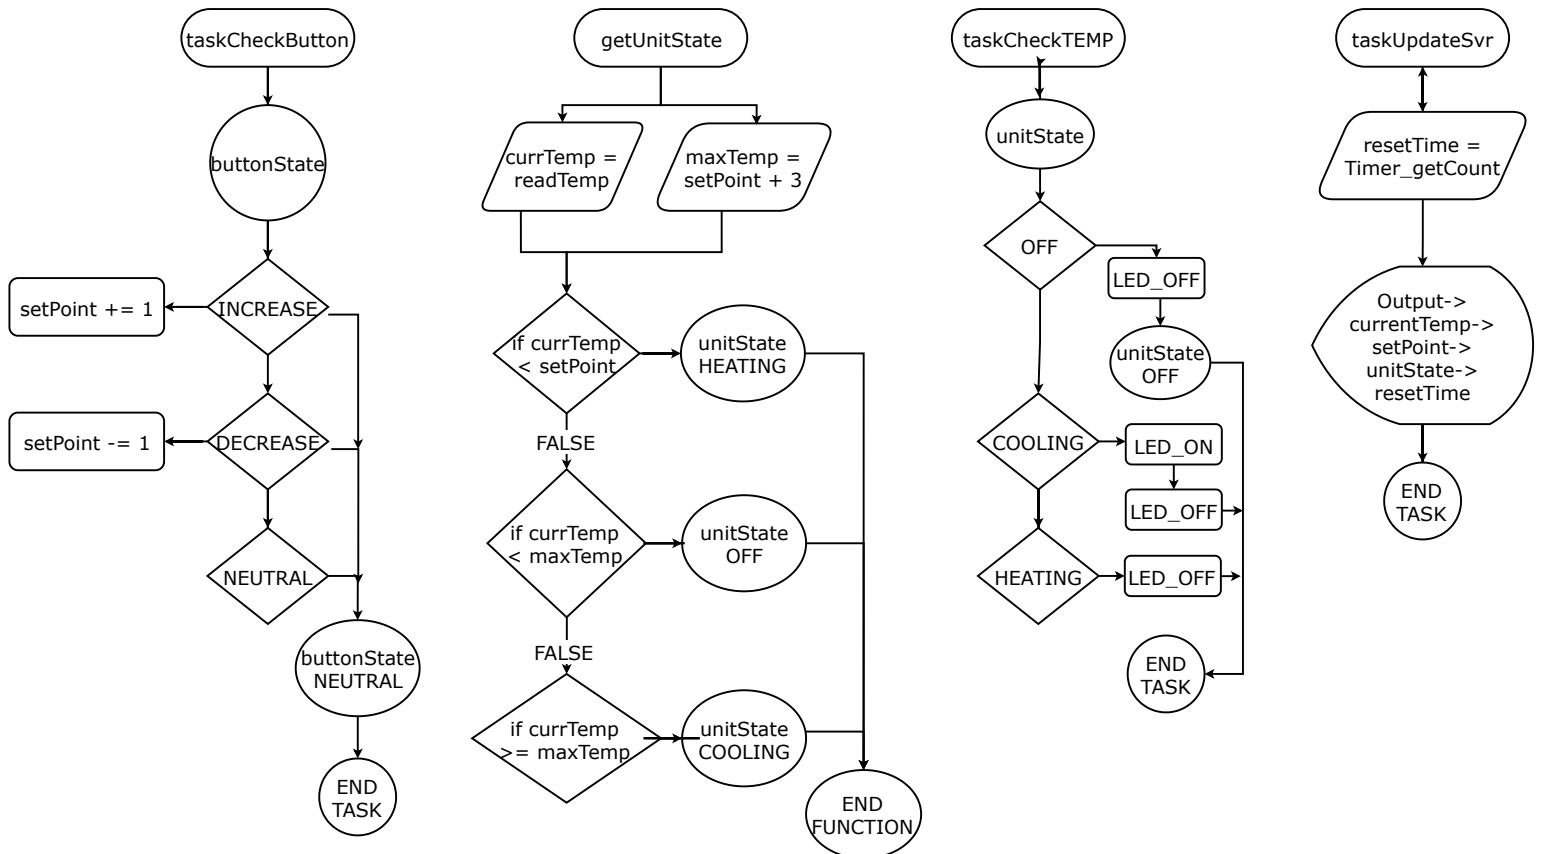 taskCheckButton
buttonState
INCREASE
setPoint += 1
DECREASE
setPoint -= 1
NEUTRAL
buttonState
NEUTRAL
END
TASK
getUnitState
currTemp =
readTemp
maxTemp =
setPoint + 3
if currTemp
< setPoint
unitState
HEATING
FALSE
if currTemp
< maxTemp
unitState
OFF
FALSE
if currTemp
>= maxTemp
unitState
COOLING
END
FUNCTION
taskCheckTEMP
unitState
OFF
LED_OFF
unitState
OFF
COOLING
LED_ON
LED_OFF
HEATING
LED_OFF
END
TASK
taskUpdateSvr
resetTime =
Timer_getCount
Output->
currentTemp->
setPoint->
unitState->
resetTime
END
TASK